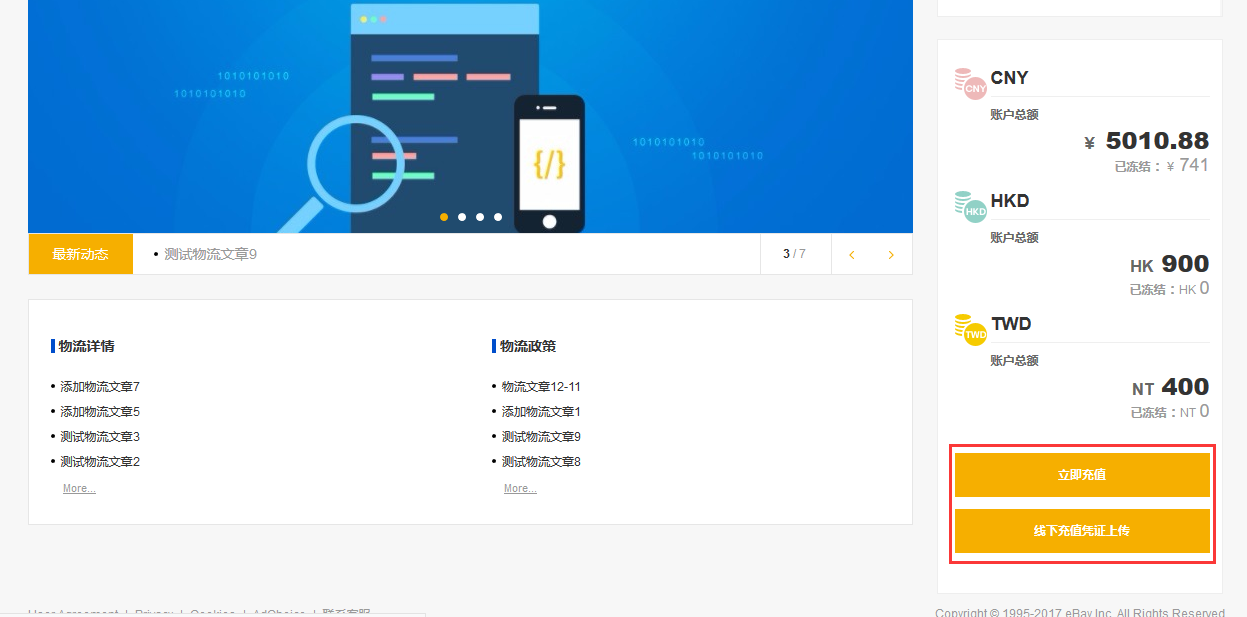 1010101010
1010101010
1010101010
1010101010
{/}
最新动态
• 测试物流文章9
3 / 7
物流详情
• 添加物流文章7
• 添加物流文章5
• 测试物流文章3
• 测试物流文章2
More...
物流政策
• 物流文章12-11
• 添加物流文章1
• 测试物流文章9
• 测试物流文章8
More...
CNY
CNY
账户总额
¥ 5010.88
已冻结：¥ 741
HKD
HKD
账户总额
HK 900
已冻结：HK 0
TWD
TWD
账户总额
NT 400
已冻结：NT 0
立即充值
线下充值凭证上传
User Agreement | Privacy | Cookies | AdChoice | 联系客服
Copyright © 1995-2017 eBay Inc. All Rights Reserved